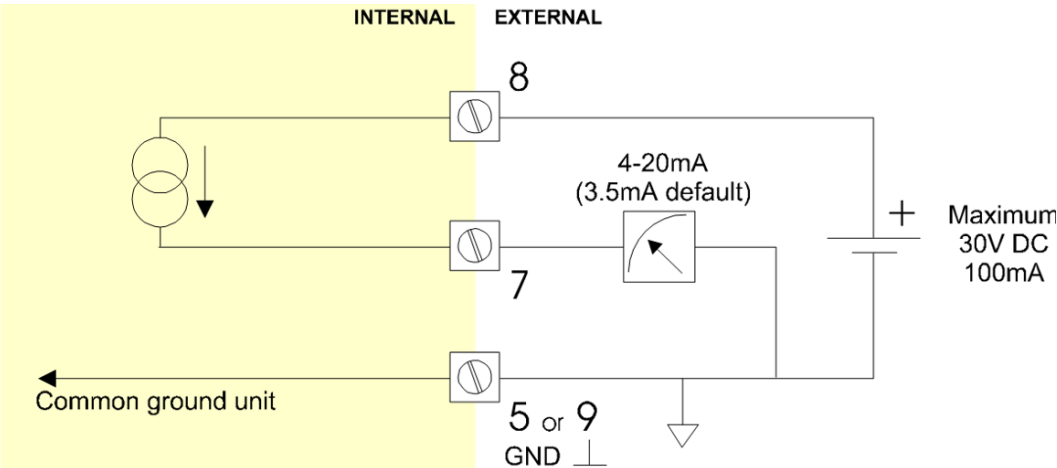 INTERNAL EXTERNAL
8
4-20mA
(3.5mA default)
+
Maximum
30V DC
100mA
7
Common ground unit
5 or 9
GND